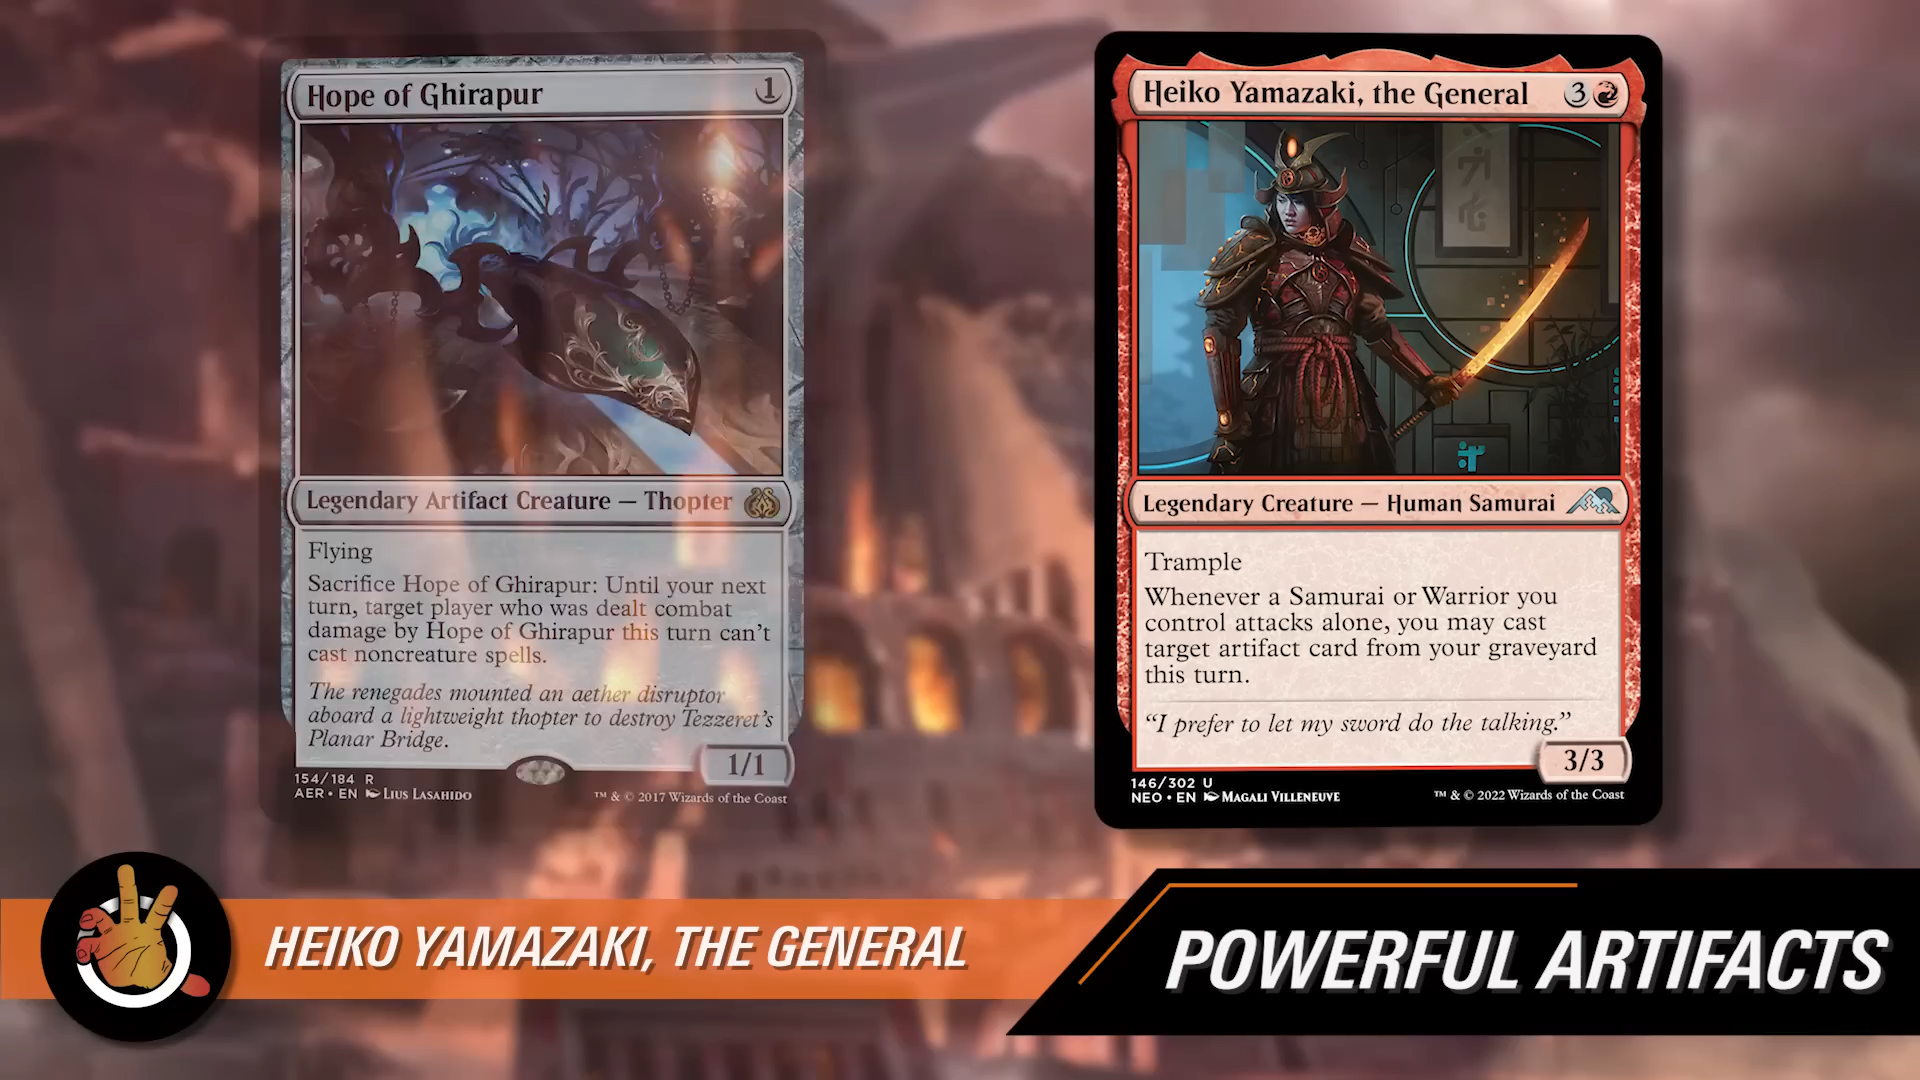 Hope of Ghirapur 1
Legendary Artifact Creature — Thopter
Flying
Sacrifice Hope of Ghirapur: Until your next
turn, target player who was dealt combat
damage by Hope of Ghirapur this turn can't
cast noncreature spells.
The renegades mounted an aether disruptor
aboard a lightweight thopter to destroy Tezzeret's
Planar Bridge.
1/1
154/184 R
AER • EN Lius Lasahido
™ & © 2017 Wizards of the Coast
Heiko Yamazaki, the General 3
Legendary Creature — Human Samurai
Trample
Whenever a Samurai or Warrior you
control attacks alone, you may cast
target artifact card from your graveyard
this turn.
“I prefer to let my sword do the talking.”
3/3
146/302 U
NEO • EN Magali Villeneuve
™ & © 2022 Wizards of the Coast
HEIKO YAMAZAKI, THE GENERAL
POWERFUL ARTIFACTS